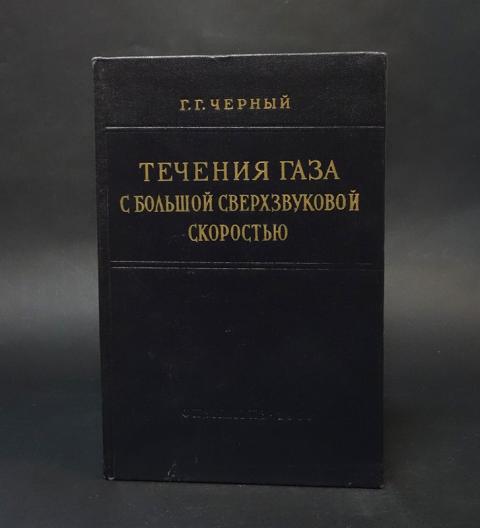 Г. Г. ЧЕРНЫЙ
ТЕЧЕНИЯ ГАЗА
С БОЛЬШОЙ СВЕРХЗВУКОВОЙ
СКОРОСТЬЮ